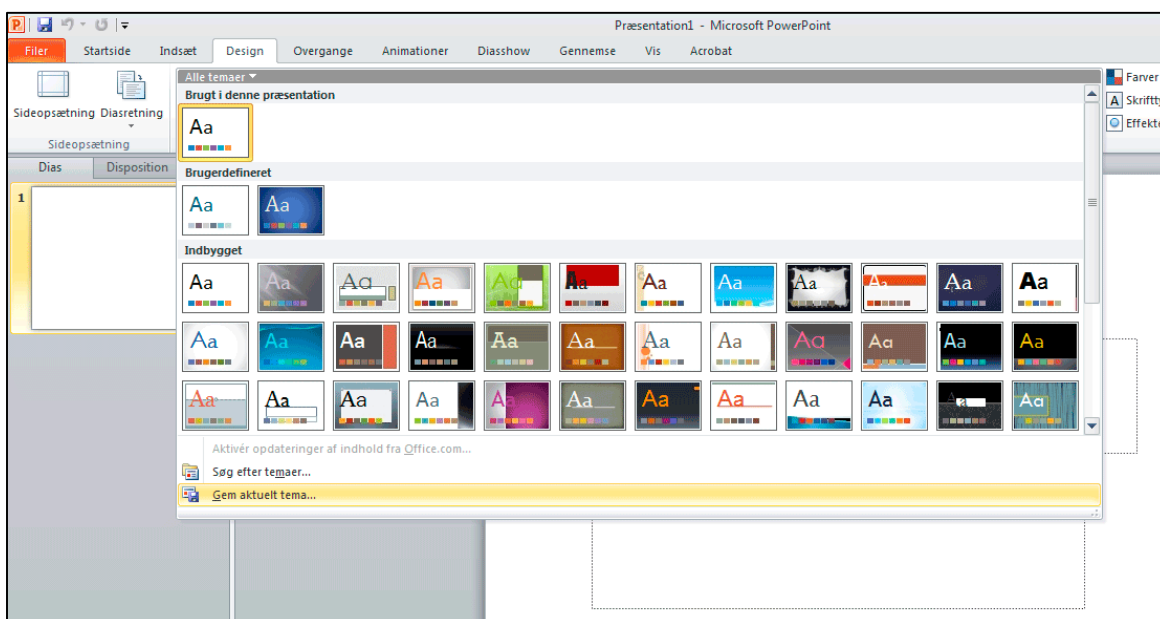 Præsentation1 - Microsoft PowerPoint
Filer Startside Indsæt Design Overgange Animationer Diasshow Gennemse Vis Acrobat
Sideopsætning Diasretning
Sideopsætning
Alle temaer
Farver
Skriftty
Effekte
Brugt i denne præsentation
Aa
Dias Disposition
Brugerdefineret
1
Aa Aa
Indbygget
Aa Aa Aa Aa Aa Aa Aa Aa Aa Aa Aa Aa
Aa Aa Aa Aa Aa Aa Aa Aa Aa Aa Aa Aa
Aa Aa Aa Aa Aa Aa Aa Aa Aa Aa Aa Aa
Aktivér opdateringer af indhold fra Office.com...
Søg efter temaer...
Gem aktuelt tema...